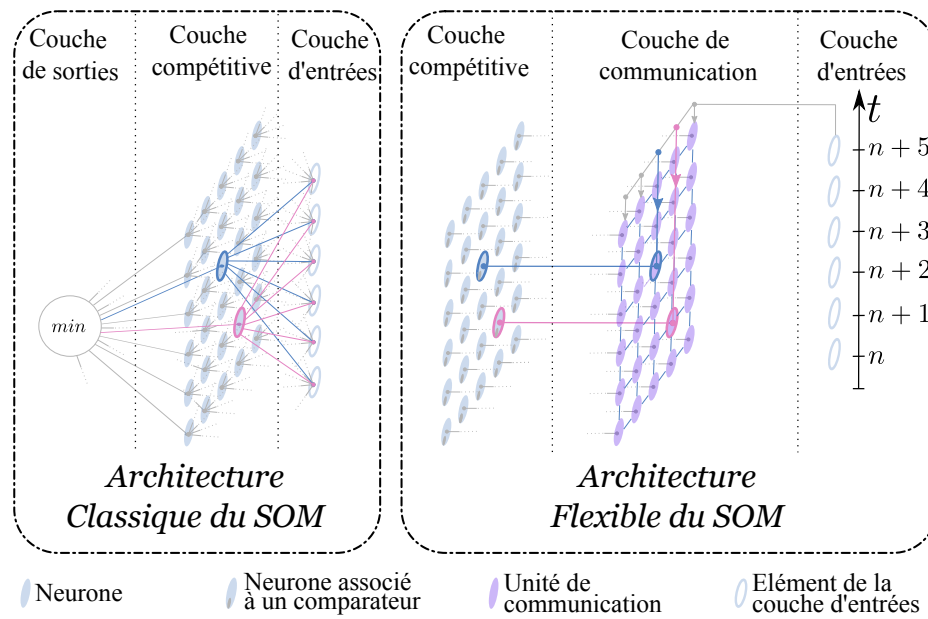 Couche
de sorties
Couche
compétitive
Couche
d'entrées
min
Architecture
Classique du SOM
Couche
compétitive
Couche de
communication
Couche
d'entrées
t
n + 5
n + 4
n + 3
n + 2
n + 1
n
Architecture
Flexible du SOM
Neurone
Neurone associé
à un comparateur
Unité de
communication
Elément de la
couche d'entrées